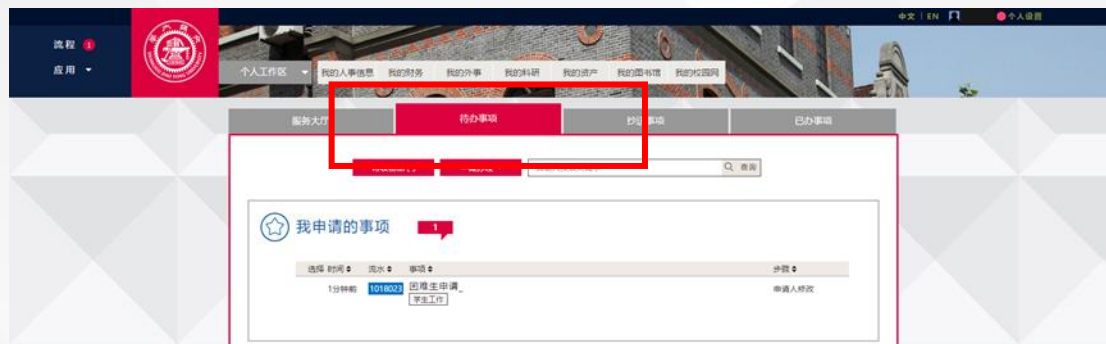 中文 | EN 个人设置
流程 1
应用
个人工作区 我的人事信息 我的财务 我的外事 我的科研 我的资产 我的图书馆 我的校园网
服务大厅 待办事项 抄送事项 已办事项
查询
我申请的事项 1
选择 时间 流水 事项 步骤
1分钟前 1018023 困难生申请_ 申请人修改
学生工作